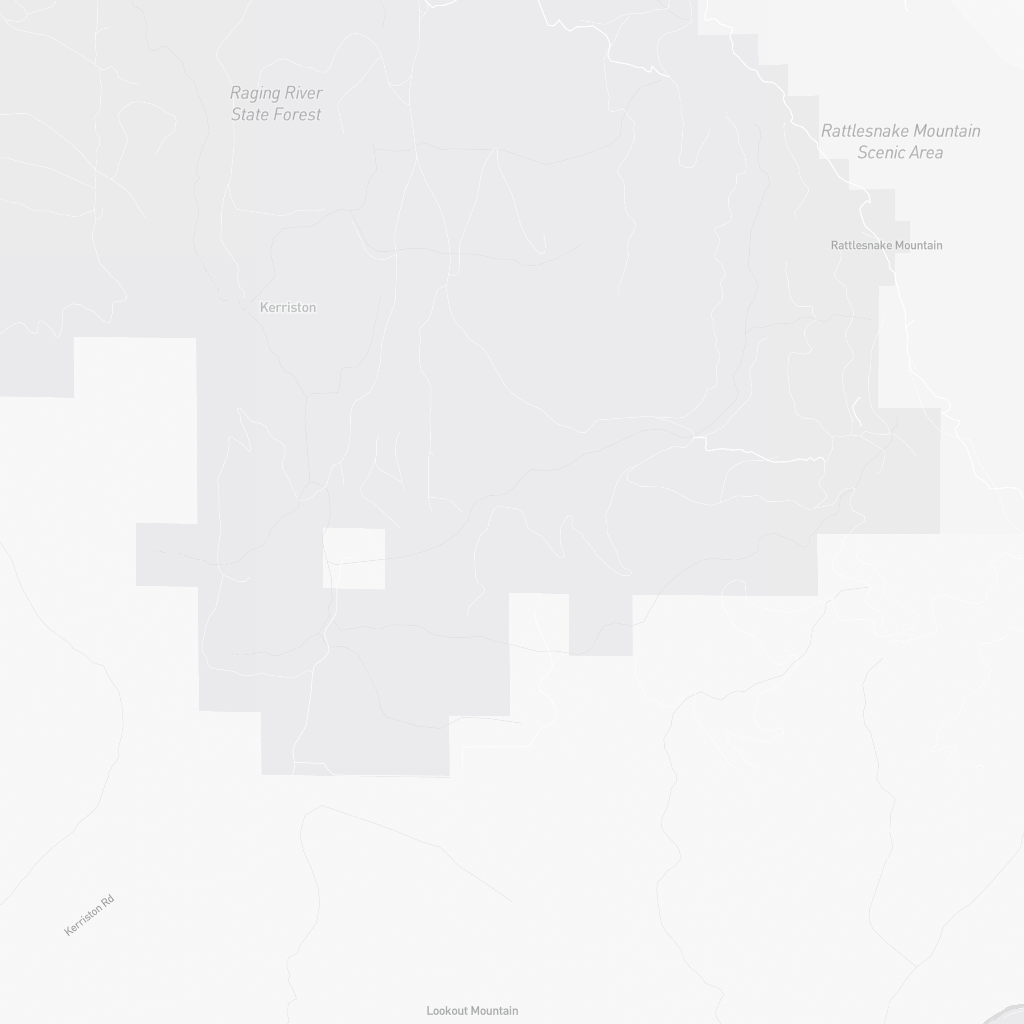 Raging River
State Forest
Rattlesnake Mountain
Scenic Area
Rattlesnake Mountain
Kerriston
Kerriston Rd
Lookout Mountain